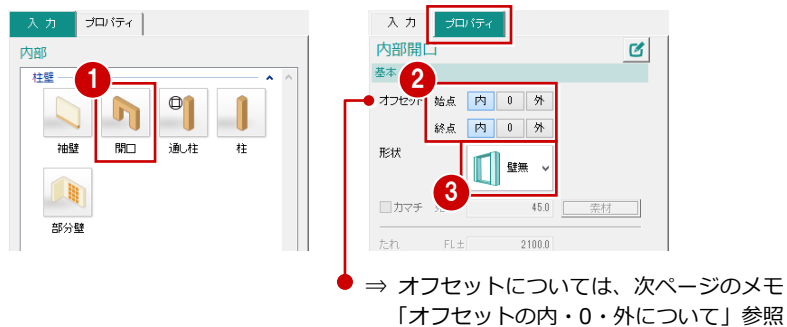 入 力 プロパティ
内部
柱壁
1
袖壁 開口 通し柱 柱
部分壁
入 力 プロパティ
内部開口
基本
2
オフセット 始点 内 0 外
終点 内 0 外
形状 壁無
3
カマチ 45.0 素材
たれ FL± 2100.0
⇒ オフセットについては、次ページのメモ
「オフセットの内・0・外について」参照